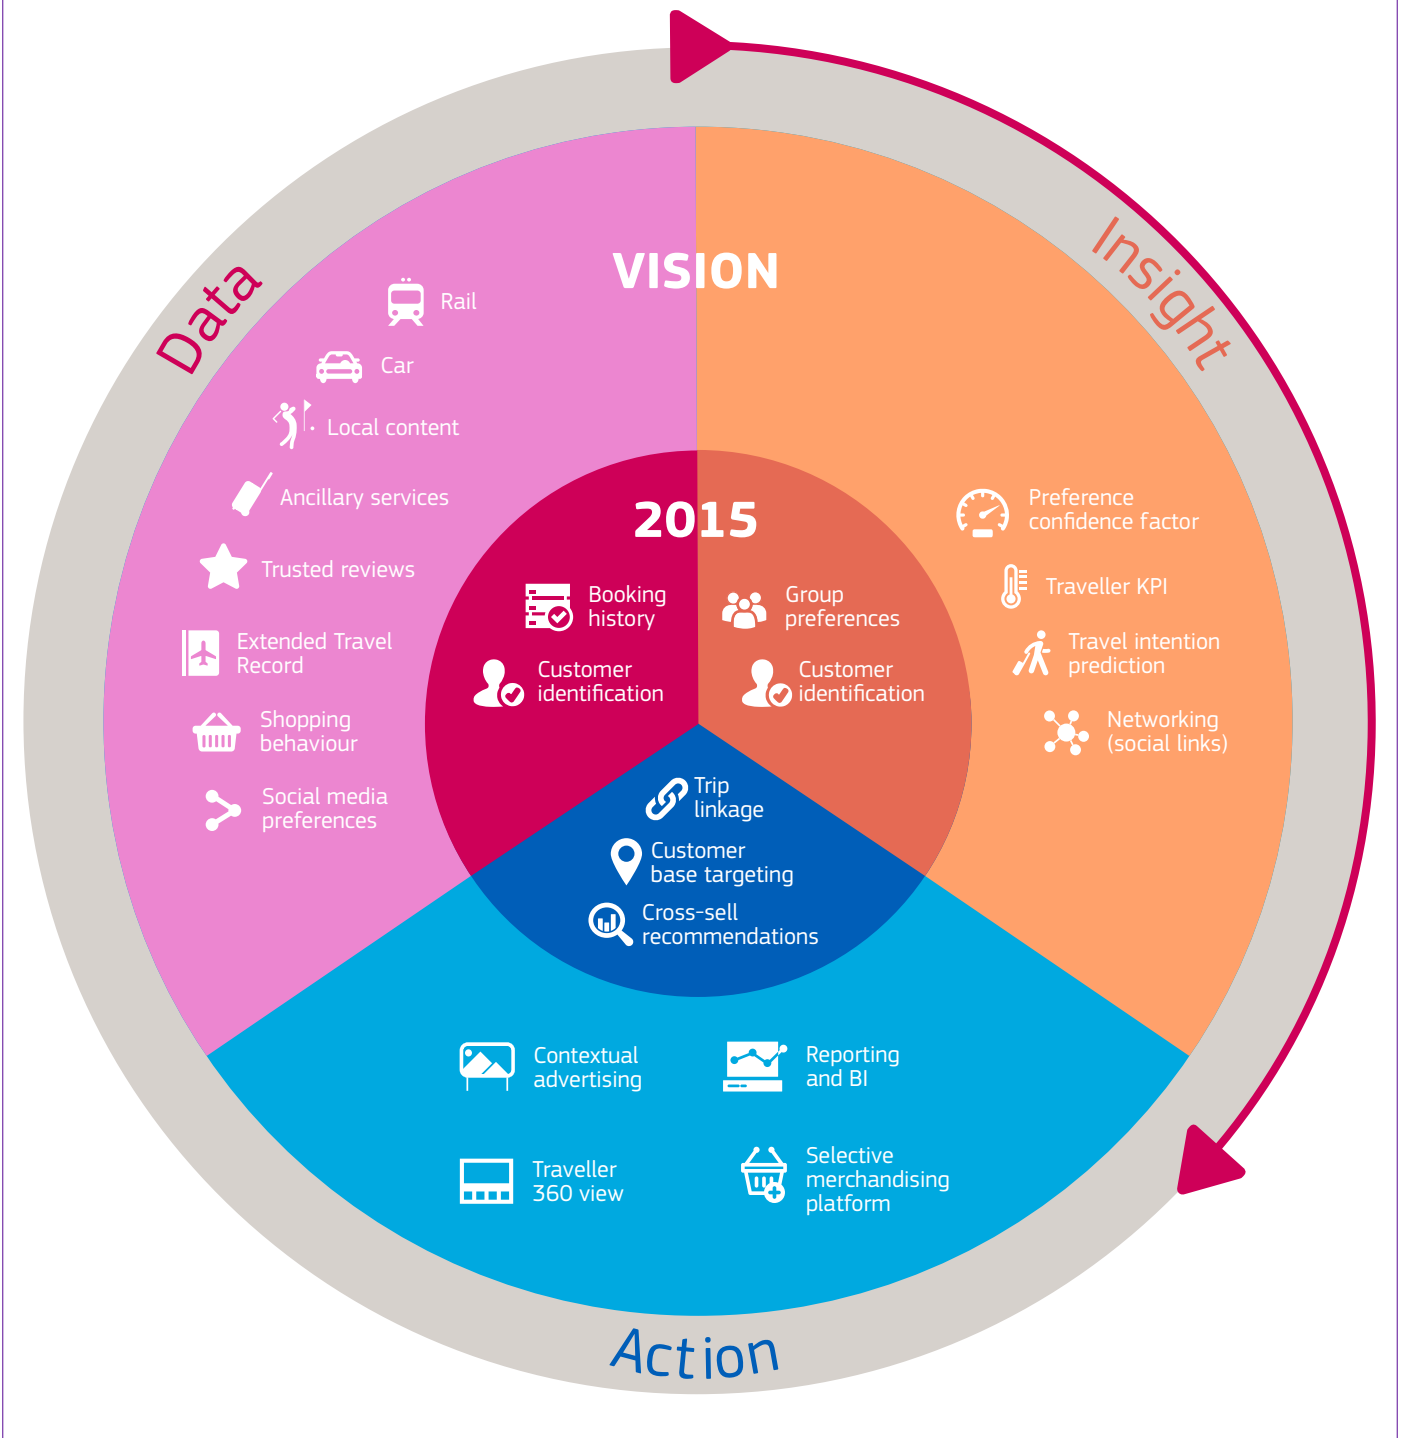 Data
Insight
VISION
Rail
Car
Local content
Ancillary services
Trusted reviews
Extended Travel
Record
Shopping
behaviour
Social media
preferences
2015
Booking
history
Customer
identification
Group
preferences
Customer
identification
Trip
linkage
Customer
base targeting
Cross-sell
recommendations
Preference
confidence factor
Traveller KPI
Travel intention
prediction
Networking
(social links)
Contextual
advertising
Reporting
and BI
Traveller
360 view
Selective
merchandising
platform
Action